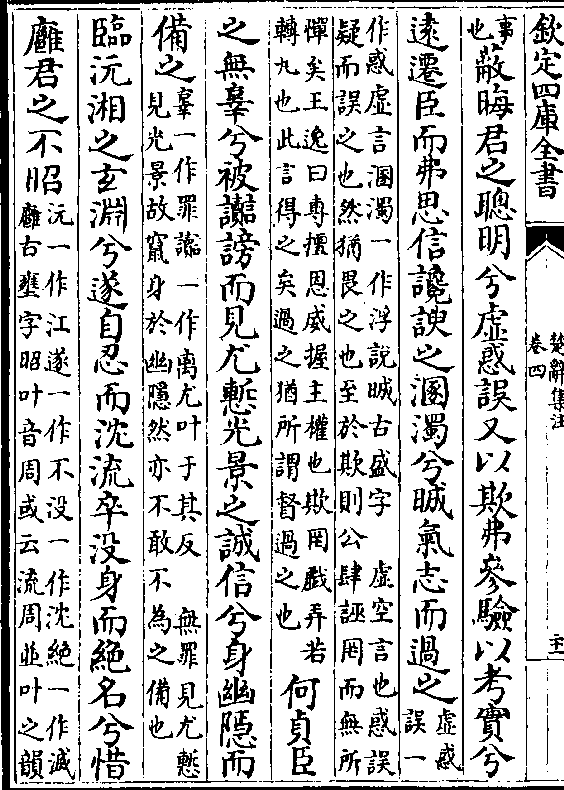 欽定四庫全書
楚辭集注
卷四
事也
蔽晦君之聰明兮虛惑誤又以欺弗參驗以考實兮
遠遷臣而弗思信讒諛之溷濁兮晠氣志而過之
虛惑誤一
作惑虛言溷濁一作浮說晠古盛字 虛空言也惑誤
疑而誤之也然猶畏之也至於欺則公肆誣罔而無所
憚矣王逸曰專擅恩威握主權也欺罔戲弄若
轉丸也此言得之矣過之猶所謂督過之也
何貞臣
之無辠兮被讟謗而見尤慙光景之誠信兮身幽隱而
備之
辠一作罪讟一作离尤叶于其反 無罪見尤慙
見光景故竄身於幽隱然亦不敢不為之備也
臨沅湘之玄淵兮遂自忍而沈流卒没身而絶名兮惜
廱君之不昭
沅一作江遂一作不没一作沈絶一作滅
廱古壅字昭叶音周或云流周並叶之韻